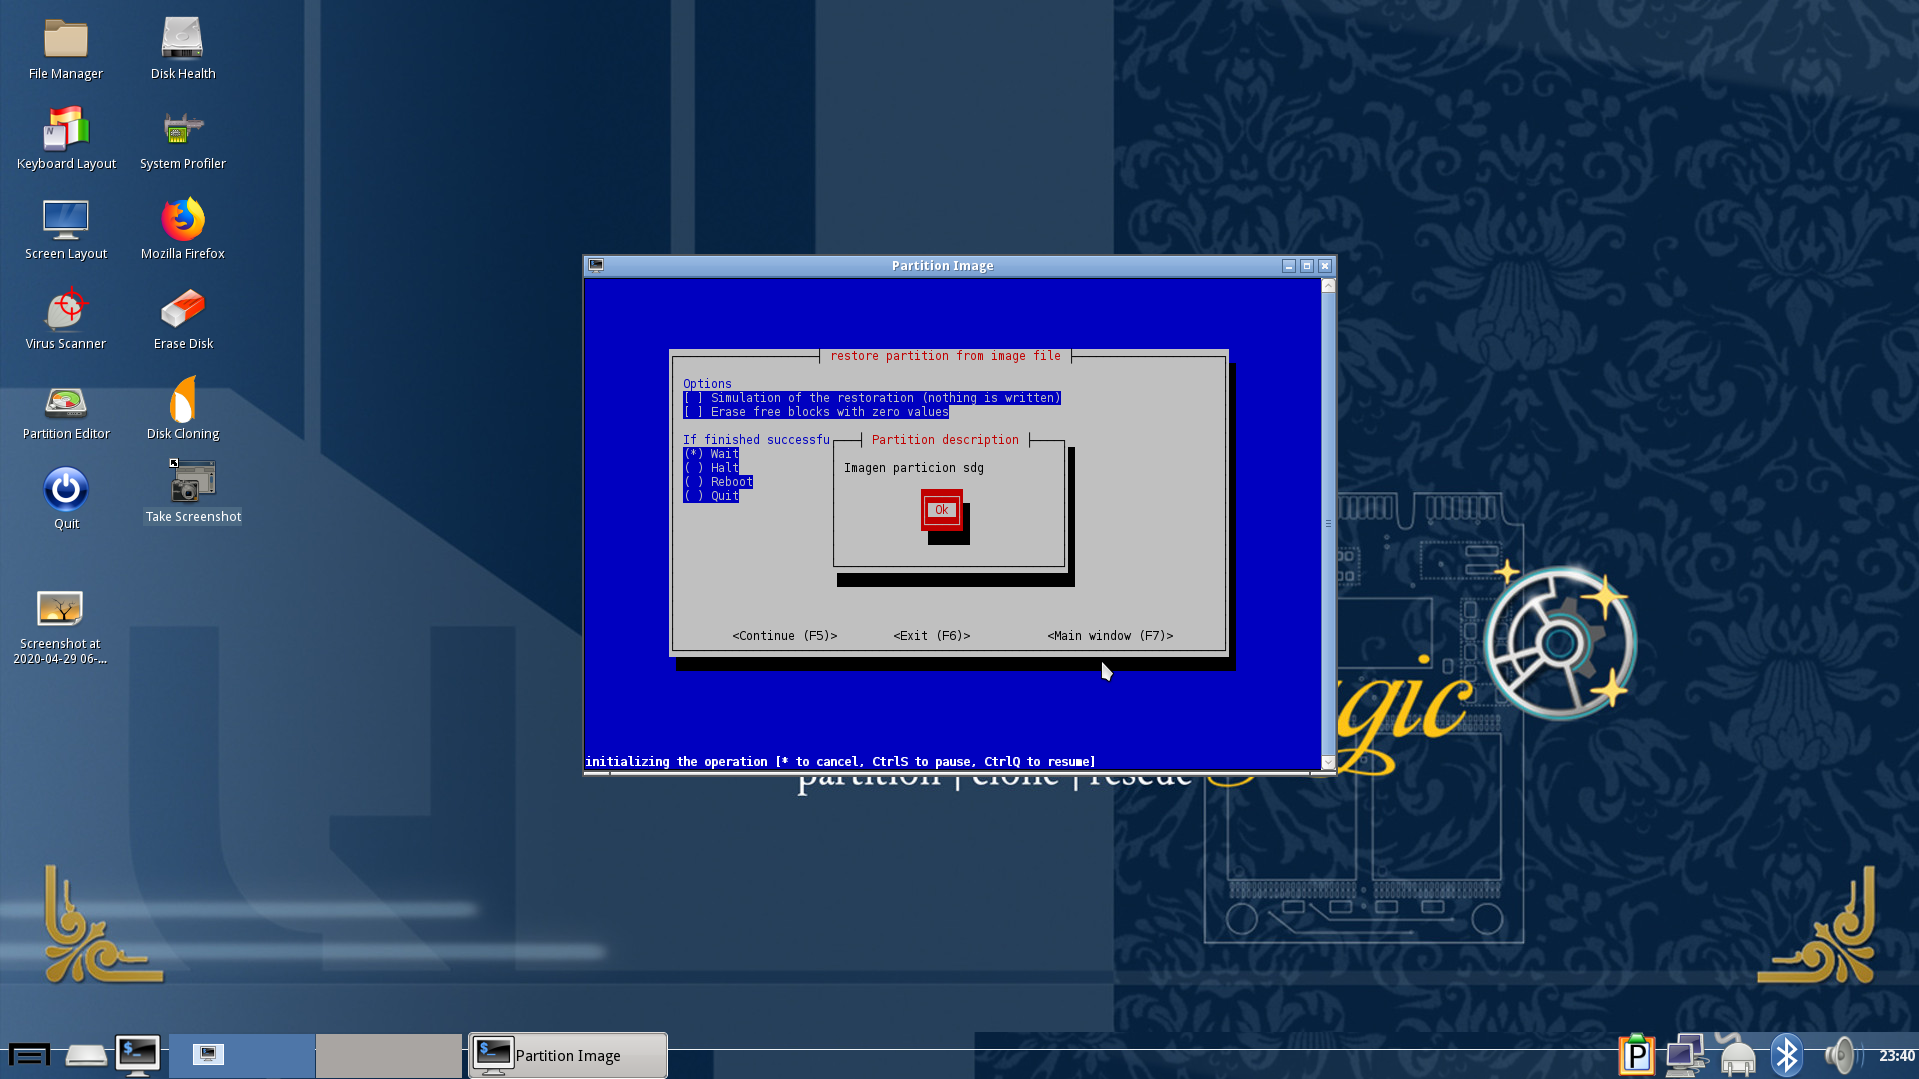 File Manager
Disk Health
Keyboard Layout
System Profiler
Screen Layout
Mozilla Firefox
Virus Scanner
Erase Disk
Partition Editor
Disk Cloning
Quit
Take Screenshot
Screenshot at
2020-04-29 06-...
Partition Image
restore partition from image file
Options
[ ] Simulation of the restoration (nothing is written)
[ ] Erase free blocks with zero values
If finished successfu
(*) Wait
( ) Halt
( ) Reboot
( ) Quit
Partition description
Imagen particion sdg
Ok
<Continue (F5)>
<Exit (F6)>
<Main window (F7)>
initializing the operation [* to cancel, CtrlS to pause, CtrlQ to resume]
gic
partition | clone | rescue
Partition Image
23:40